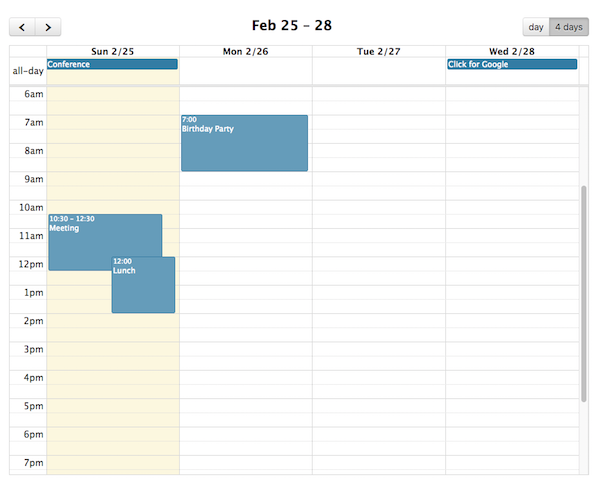 Feb 25 – 28
day
4 days
Sun 2/25
Mon 2/26
Tue 2/27
Wed 2/28
all-day
Conference
Click for Google
6am
7am
7:00
Birthday Party
8am
9am
10am
10:30 - 12:30
Meeting
11am
12pm
12:00
Lunch
1pm
2pm
3pm
4pm
5pm
6pm
7pm